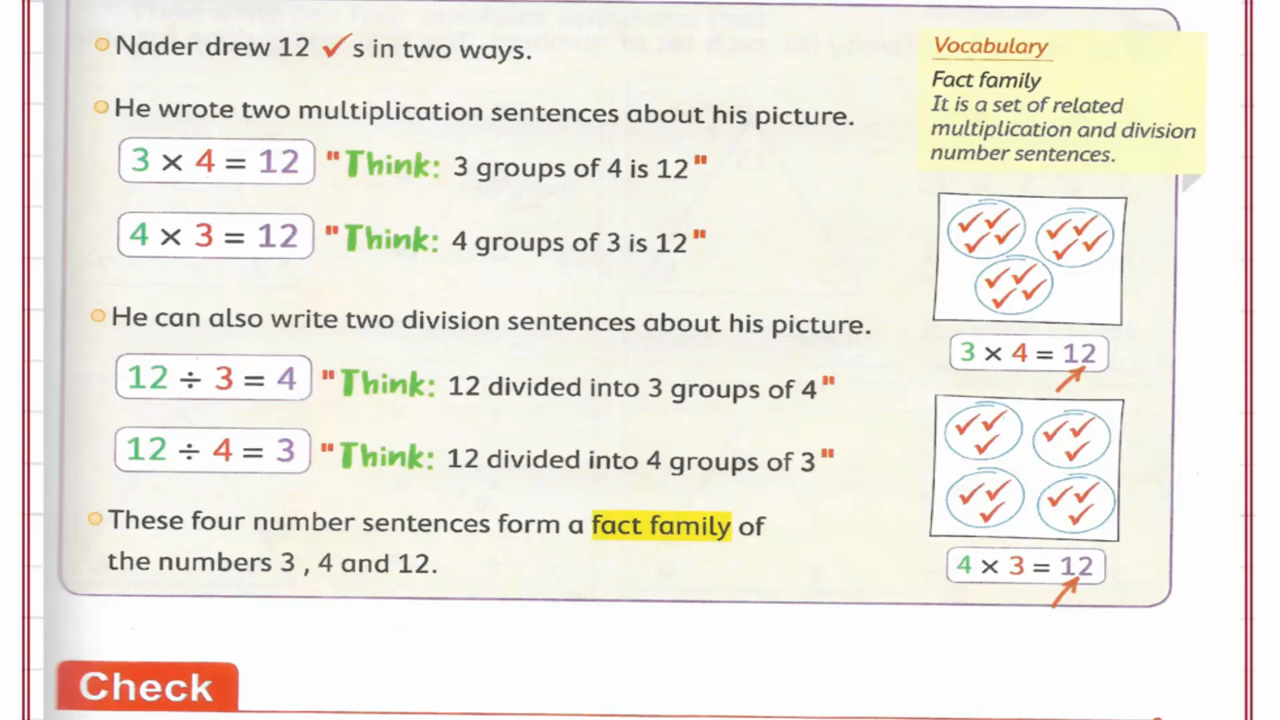 Nader drew 12 ✓s in two ways.
He wrote two multiplication sentences about his picture.
3 × 4 = 12 "Think: 3 groups of 4 is 12"
4 × 3 = 12 "Think: 4 groups of 3 is 12"
He can also write two division sentences about his picture.
12 ÷ 3 = 4 "Think: 12 divided into 3 groups of 4"
12 ÷ 4 = 3 "Think: 12 divided into 4 groups of 3"
These four number sentences form a fact family of
the numbers 3 , 4 and 12.
Vocabulary
Fact family
It is a set of related
multiplication and division
number sentences.
3 × 4 = 12
4 × 3 = 12
Check